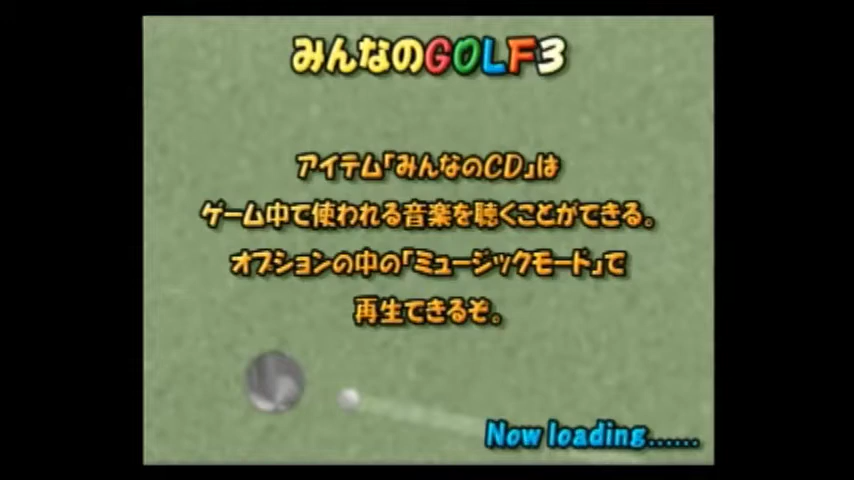 みんなのGOLF3
アイテム「みんなのCD」は
ゲーム中で使われる音楽を聴くことができる。
オプションの中の「ミュージックモード」で
再生できるぞ。
Now loading......